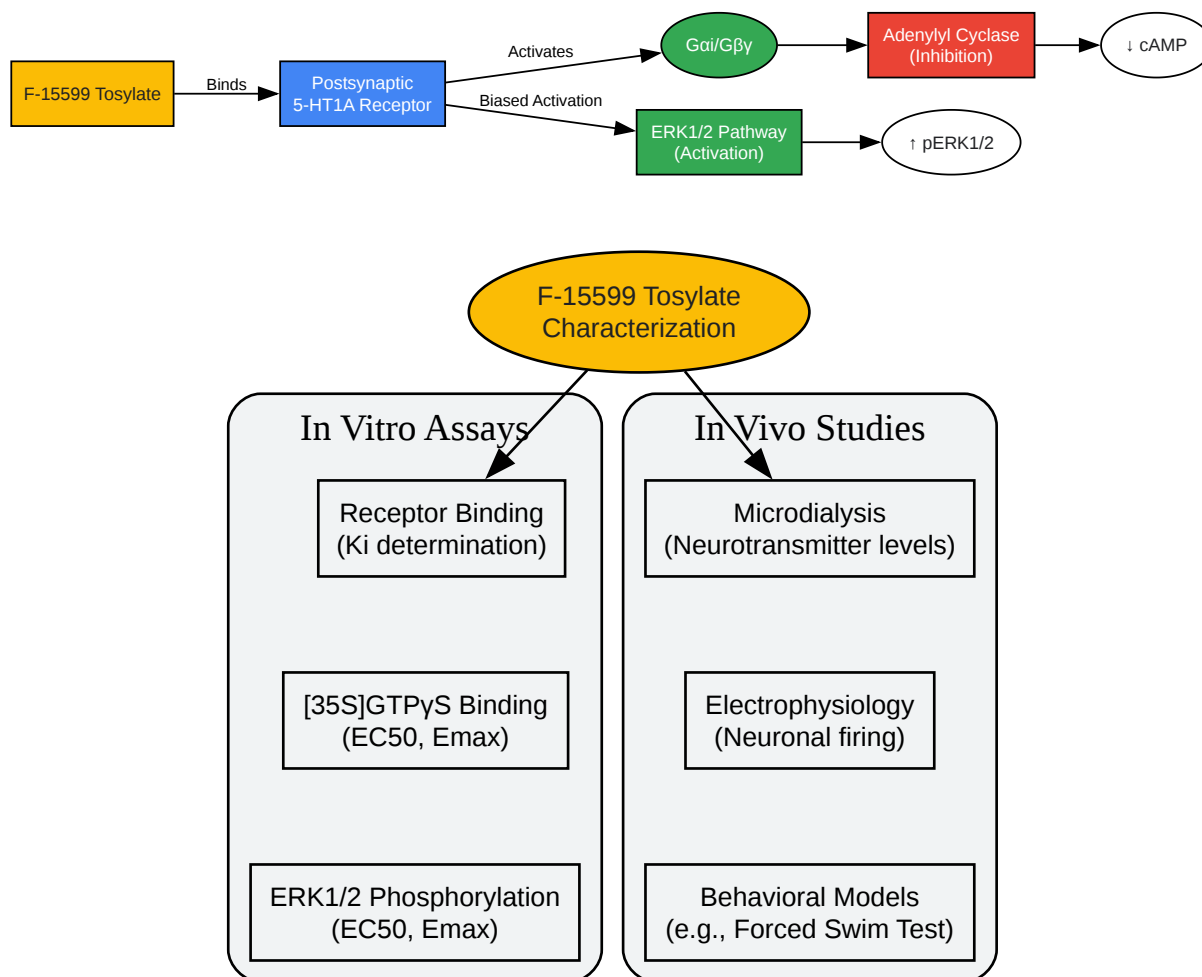 F-15599 Tosylate
Binds
Postsynaptic
5-HT1A Receptor
Activates
Gαi/Gβγ
Adenylyl Cyclase
(Inhibition)
↓ cAMP
Biased Activation
ERK1/2 Pathway
(Activation)
↑ pERK1/2
F-15599 Tosylate
Characterization
In Vitro Assays
Receptor Binding
(Ki determination)
[35S]GTPγS Binding
(EC50, Emax)
ERK1/2 Phosphorylation
(EC50, Emax)
In Vivo Studies
Microdialysis
(Neurotransmitter levels)
Electrophysiology
(Neuronal firing)
Behavioral Models
(e.g., Forced Swim Test)